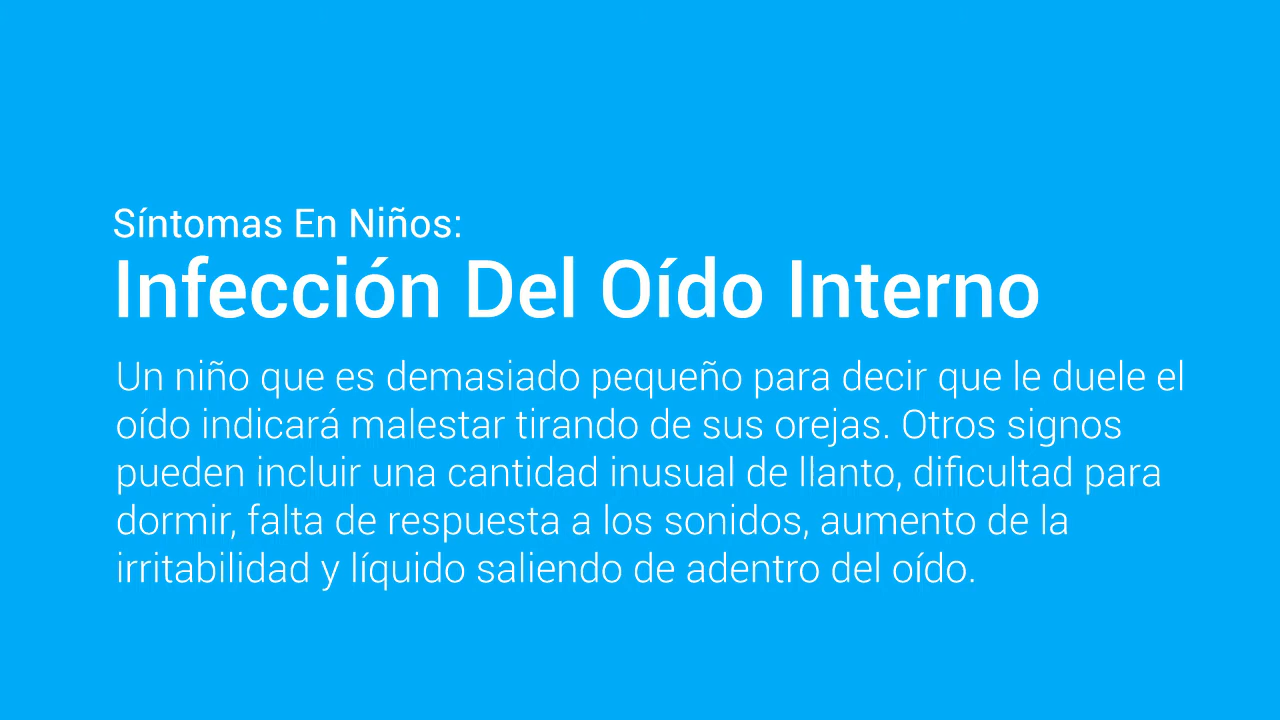 Síntomas En Niños:
Infección Del Oído Interno
Un niño que es demasiado pequeño para decir que le duele el
oído indicará malestar tirando de sus orejas. Otros signos
pueden incluir una cantidad inusual de llanto, dificultad para
dormir, falta de respuesta a los sonidos, aumento de la
irritabilidad y líquido saliendo de adentro del oído.